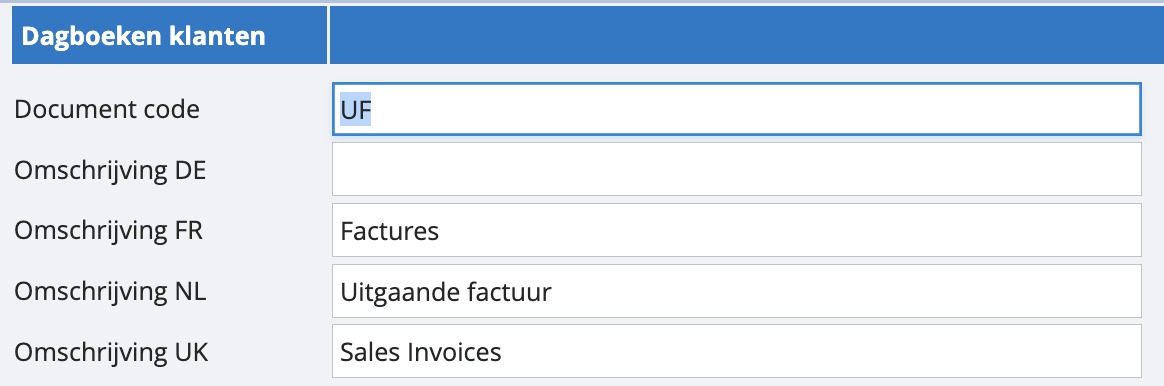 Dagboeken klanten
Document code UF
Omschrijving DE
Omschrijving FR Factures
Omschrijving NL Uitgaande factuur
Omschrijving UK Sales Invoices